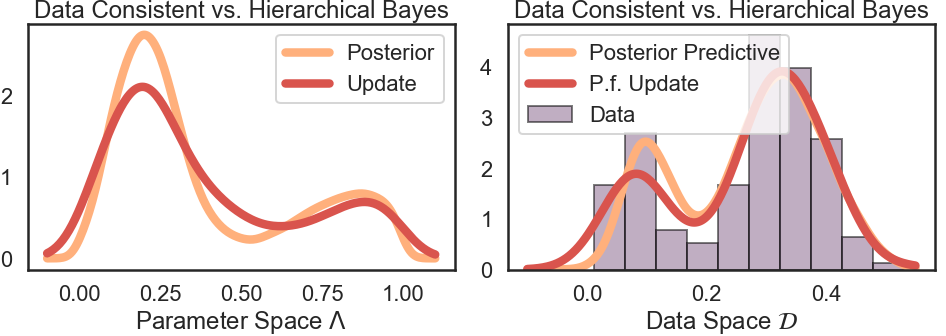 Data Consistent vs. Hierarchical Bayes
Posterior
Update
2
1
0
0.00 0.25 0.50 0.75 1.00
Parameter Space Λ
Data Consistent vs. Hierarchical Bayes
Posterior Predictive
P.f. Update
Data
4
3
2
1
0
0.0 0.2 0.4
Data Space 𝒟